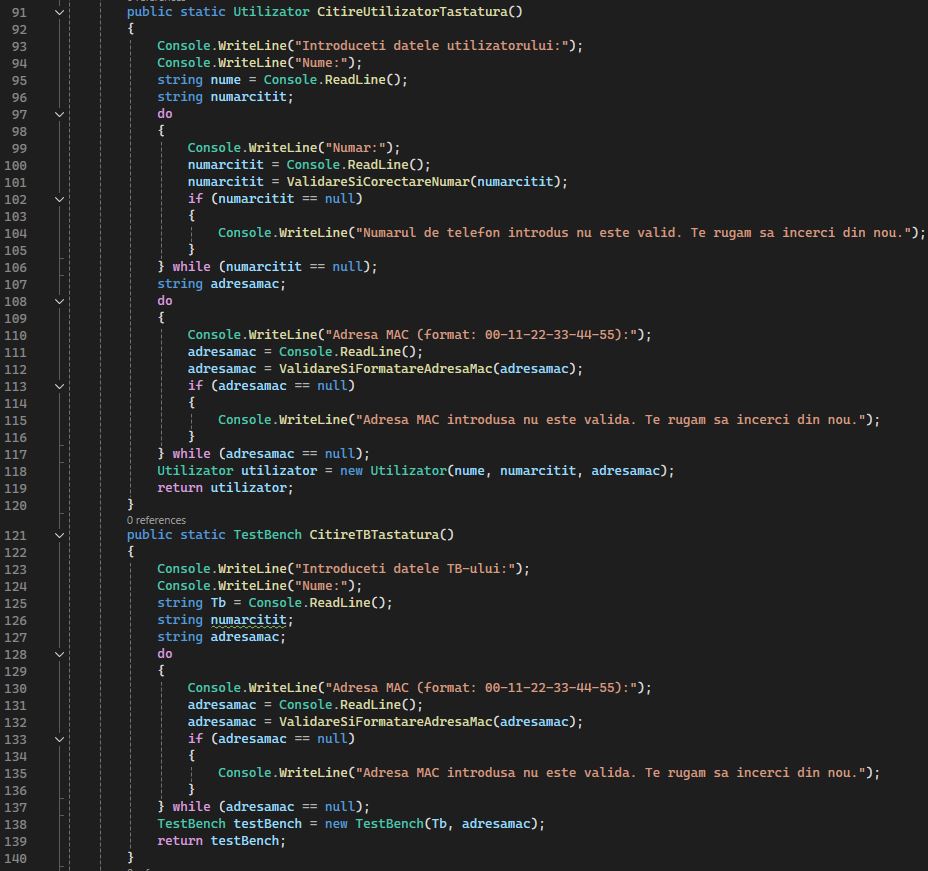 91 public static Utilizator CitireUtilizatorTastatura()
92 {
93 Console.WriteLine("Introduceti datele utilizatorului:");
94 Console.WriteLine("Nume:");
95 string nume = Console.ReadLine();
96 string numarcitit;
97 do
98 {
99 Console.WriteLine("Numar:");
100 numarcitit = Console.ReadLine();
101 numarcitit = ValidareSiCorectareNumar(numarcitit);
102 if (numarcitit == null)
103 {
104 Console.WriteLine("Numarul de telefon introdus nu este valid. Te rugam sa incerci din nou.");
105 }
106 } while (numarcitit == null);
107 string adresamac;
108 do
109 {
110 Console.WriteLine("Adresa MAC (format: 00-11-22-33-44-55):");
111 adresamac = Console.ReadLine();
112 adresamac = ValidareSiFormatareAdresaMac(adresamac);
113 if (adresamac == null)
114 {
115 Console.WriteLine("Adresa MAC introdusa nu este valida. Te rugam sa incerci din nou.");
116 }
117 } while (adresamac == null);
118 Utilizator utilizator = new Utilizator(nume, numarcitit, adresamac);
119 return utilizator;
120 }
0 references
121 public static TestBench CitireTBTastatura()
122 {
123 Console.WriteLine("Introduceti datele TB-ului:");
124 Console.WriteLine("Nume:");
125 string Tb = Console.ReadLine();
126 string numarcitit;
127 string adresamac;
128 do
129 {
130 Console.WriteLine("Adresa MAC (format: 00-11-22-33-44-55):");
131 adresamac = Console.ReadLine();
132 adresamac = ValidareSiFormatareAdresaMac(adresamac);
133 if (adresamac == null)
134 {
135 Console.WriteLine("Adresa MAC introdusa nu este valida. Te rugam sa incerci din nou.");
136 }
137 } while (adresamac == null);
138 TestBench testBench = new TestBench(Tb, adresamac);
139 return testBench;
140 }